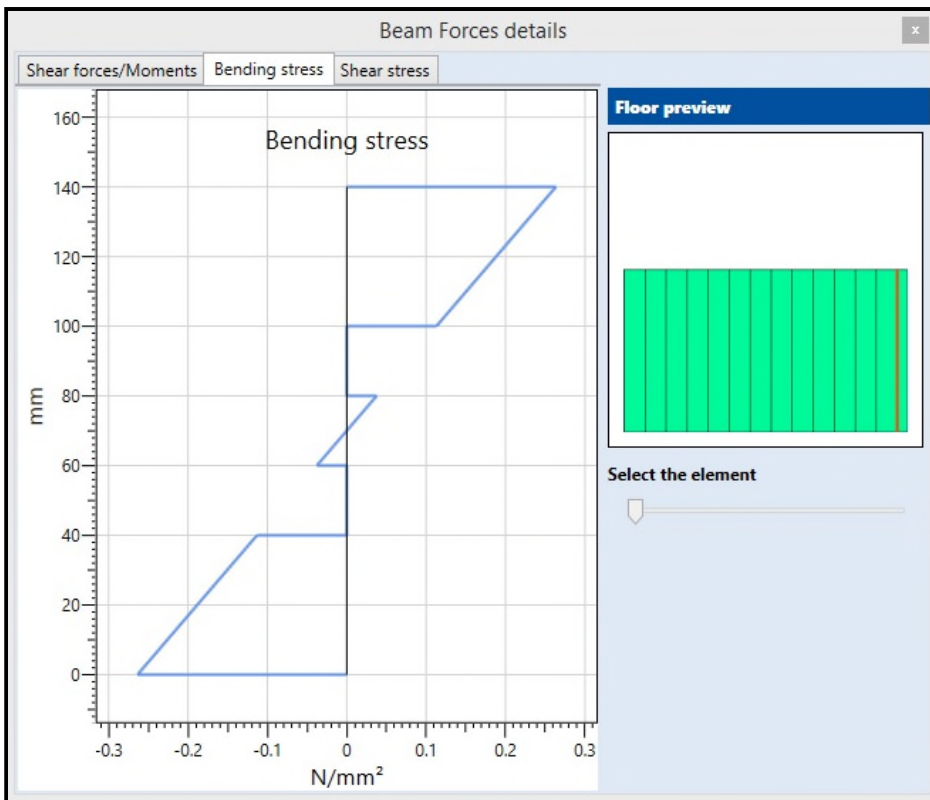 Beam Forces details
x
Shear forces/Moments Bending stress Shear stress
Bending stress
160
140
120
100
80
60
40
20
0
mm
-0.3 -0.2 -0.1 0 0.1 0.2 0.3
N/mm²
Floor preview
Select the element